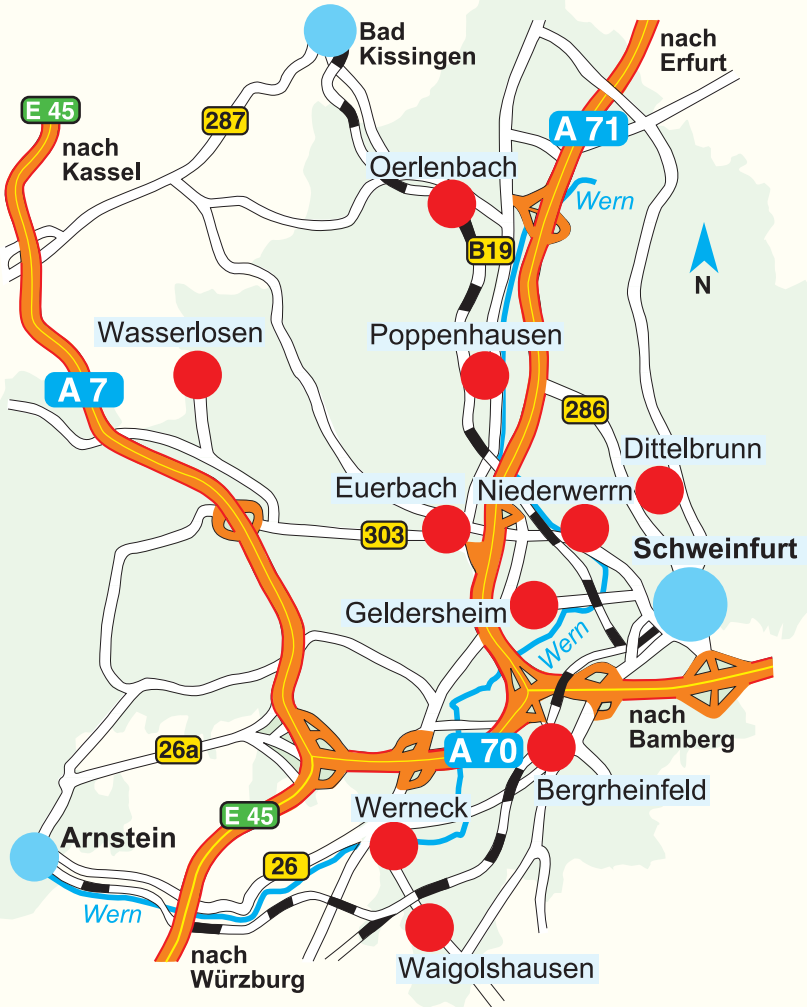 Bad
Kissingen
nach
Erfurt
E 45
287
A 71
nach
Kassel
Oerlenbach
Wern
B19
N
Wasserlosen
Poppenhausen
A 7
286
Dittelbrunn
Euerbach
Niederwerrn
303
Schweinfurt
Geldersheim
Wern
nach
Bamberg
26a
A 70
Bergrheinfeld
E 45
Werneck
Arnstein
26
Wern
nach
Würzburg
Waigolshausen